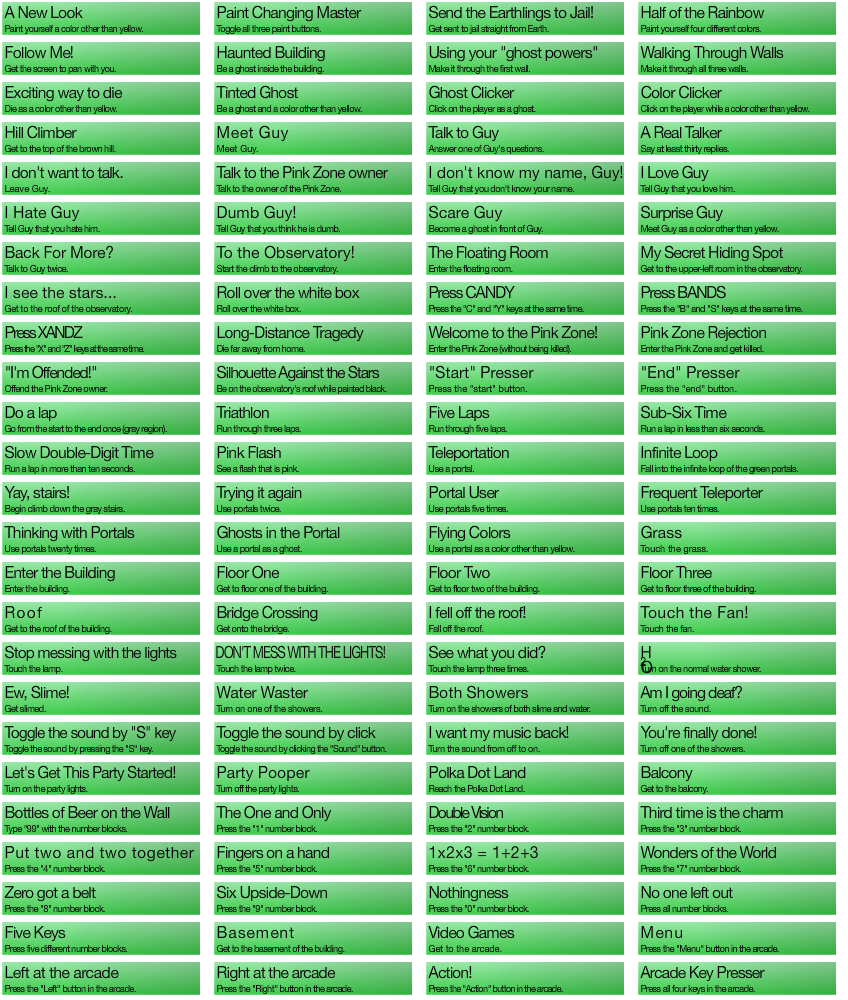 A New Look
Paint yourself a color other than yellow.
Paint Changing Master
Toggle all three paint buttons.
Send the Earthlings to Jail!
Get sent to jail straight from Earth.
Half of the Rainbow
Paint yourself four different colors.
Follow Me!
Get the screen to pan with you.
Haunted Building
Be a ghost inside the building.
Using your "ghost powers"
Make it through the first wall.
Walking Through Walls
Make it through all three walls.
Exciting way to die
Die as a color other than yellow.
Tinted Ghost
Be a ghost and a color other than yellow.
Ghost Clicker
Click on the player as a ghost.
Color Clicker
Click on the player while a color other than yellow.
Hill Climber
Get to the top of the brown hill.
Meet Guy
Meet Guy.
Talk to Guy
Answer one of Guy's questions.
A Real Talker
Say at least thirty replies.
I don't want to talk.
Leave Guy.
Talk to the Pink Zone owner
Talk to the owner of the Pink Zone.
I don't know my name, Guy!
Tell Guy that you don't know your name.
I Love Guy
Tell Guy that you love him.
I Hate Guy
Tell Guy that you hate him.
Dumb Guy!
Tell Guy that you think he is dumb.
Scare Guy
Become a ghost in front of Guy.
Surprise Guy
Meet Guy as a color other than yellow.
Back For More?
Talk to Guy twice.
To the Observatory!
Start the climb to the observatory.
The Floating Room
Enter the floating room.
My Secret Hiding Spot
Get to the upper-left room in the observatory.
I see the stars...
Get to the roof of the observatory.
Roll over the white box
Roll over the white box.
Press CANDY
Press the "C" and "Y" keys at the same time.
Press BANDS
Press the "B" and "S" keys at the same time.
Press XANDZ
Press the "X" and "Z" keys at the same time.
Long-Distance Tragedy
Die far away from home.
Welcome to the Pink Zone!
Enter the Pink Zone (without being killed).
Pink Zone Rejection
Enter the Pink Zone and get killed.
"I'm Offended!"
Offend the Pink Zone owner.
Silhouette Against the Stars
Be on the observatory's roof while painted black.
"Start" Presser
Press the "start" button.
"End" Presser
Press the "end" button.
Do a lap
Go from the start to the end once (gray region).
Triathlon
Run through three laps.
Five Laps
Run through five laps.
Sub-Six Time
Run a lap in less than six seconds.
Slow Double-Digit Time
Run a lap in more than ten seconds.
Pink Flash
See a flash that is pink.
Teleportation
Use a portal.
Infinite Loop
Fall into the infinite loop of the green portals.
Yay, stairs!
Begin climb down the gray stairs.
Trying it again
Use portals twice.
Portal User
Use portals five times.
Frequent Teleporter
Use portals ten times.
Thinking with Portals
Use portals twenty times.
Ghosts in the Portal
Use a portal as a ghost.
Flying Colors
Use a portal as a color other than yellow.
Grass
Touch the grass.
Enter the Building
Enter the building.
Floor One
Get to floor one of the building.
Floor Two
Get to floor two of the building.
Floor Three
Get to floor three of the building.
Roof
Get to the roof of the building.
Bridge Crossing
Get onto the bridge.
I fell off the roof!
Fall off the roof.
Touch the Fan!
Touch the fan.
Stop messing with the lights
Touch the lamp.
DON'T MESS WITH THE LIGHTS!
Touch the lamp twice.
See what you did?
Touch the lamp three times.
H
on the normal water shower.
Ew, Slime!
Get slimed.
Water Waster
Turn on one of the showers.
Both Showers
Turn on the showers of both slime and water.
Am I going deaf?
Turn off the sound.
Toggle the sound by "S" key
Toggle the sound by pressing the "S" key.
Toggle the sound by click
Toggle the sound by clicking the "Sound" button.
I want my music back!
Turn the sound from off to on.
You're finally done!
Turn off one of the showers.
Let's Get This Party Started!
Turn on the party lights.
Party Pooper
Turn off the party lights.
Polka Dot Land
Reach the Polka Dot Land.
Balcony
Get to the balcony.
Bottles of Beer on the Wall
Type "99" with the number blocks.
The One and Only
Press the "1" number block.
Double Vision
Press the "2" number block.
Third time is the charm
Press the "3" number block.
Put two and two together
Press the "4" number block.
Fingers on a hand
Press the "5" number block.
1x2x3 = 1+2+3
Press the "6" number block.
Wonders of the World
Press the "7" number block.
Zero got a belt
Press the "8" number block.
Six Upside-Down
Press the "9" number block.
Nothingness
Press the "0" number block.
No one left out
Press all number blocks.
Five Keys
Press five different number blocks.
Basement
Get to the basement of the building.
Video Games
Get to the arcade.
Menu
Press the "Menu" button in the arcade.
Left at the arcade
Press the "Left" button in the arcade.
Right at the arcade
Press the "Right" button in the arcade.
Action!
Press the "Action" button in the arcade.
Arcade Key Presser
Press all four keys in the arcade.